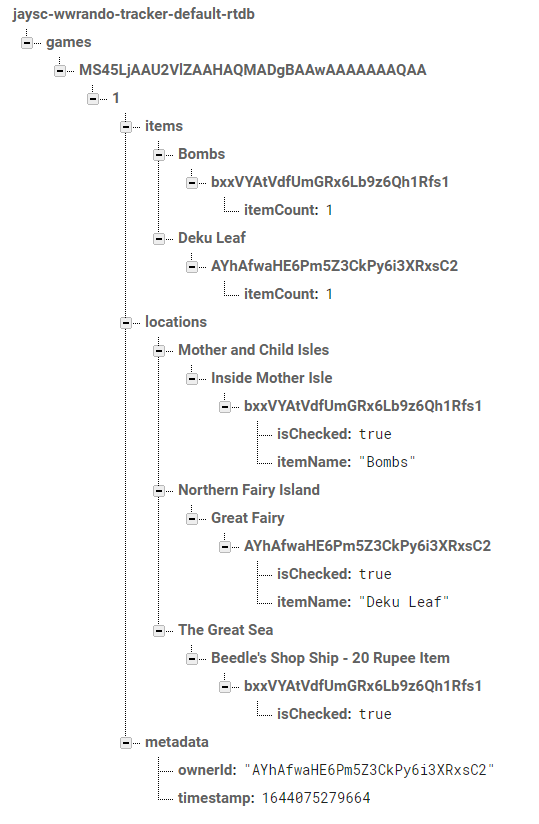 jaysc-wwrando-tracker-default-rtdb
games
MS45LjAAU2VlZAAHAQMADgBAAwAAAAAAAQAA
1
items
Bombs
bxxVYAtVdfUmGRx6Lb9z6Qh1Rfs1
itemCount: 1
Deku Leaf
AYhAfwaHE6Pm5Z3CkPy6i3XRxsC2
itemCount: 1
locations
Mother and Child Isles
Inside Mother Isle
bxxVYAtVdfUmGRx6Lb9z6Qh1Rfs1
isChecked: true
itemName: "Bombs"
Northern Fairy Island
Great Fairy
AYhAfwaHE6Pm5Z3CkPy6i3XRxsC2
isChecked: true
itemName: "Deku Leaf"
The Great Sea
Beedle's Shop Ship - 20 Rupee Item
bxxVYAtVdfUmGRx6Lb9z6Qh1Rfs1
isChecked: true
metadata
ownerId: "AYhAfwaHE6Pm5Z3CkPy6i3XRxsC2"
timestamp: 1644075279664